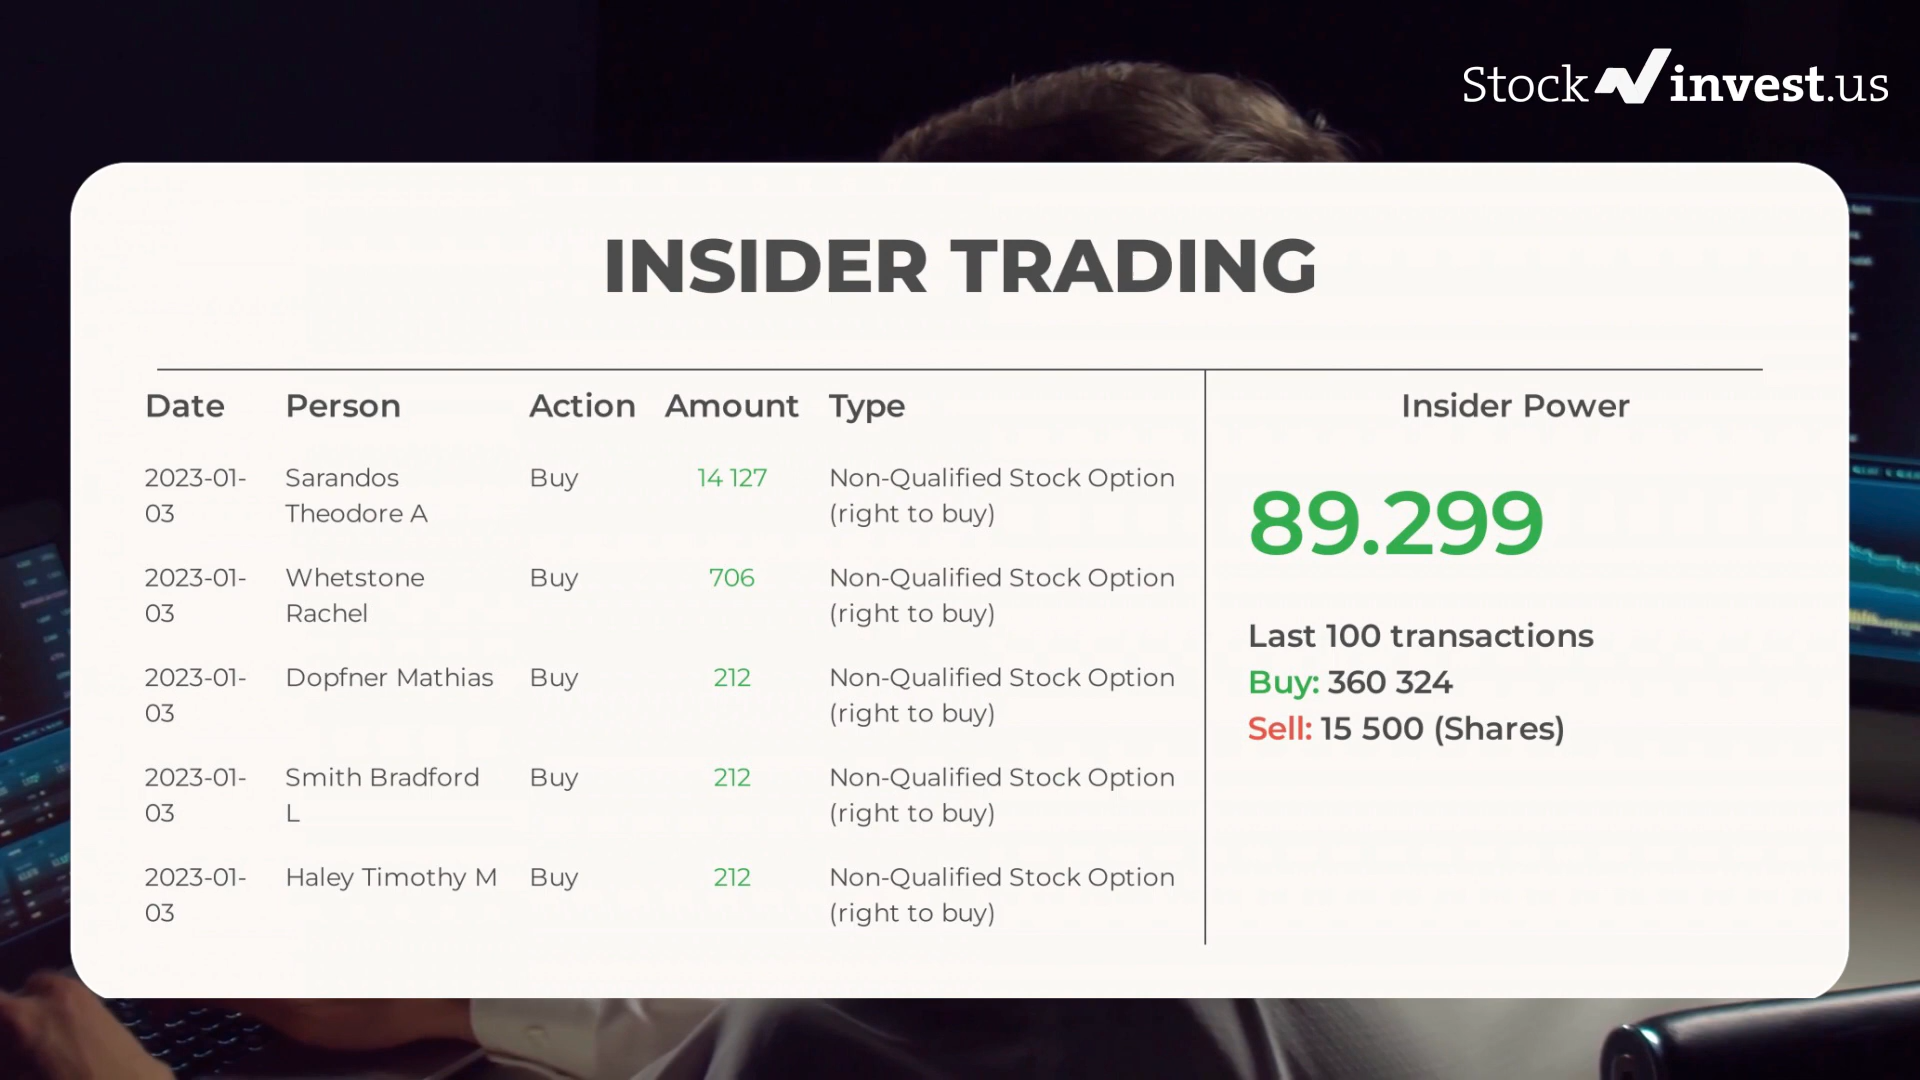 Stock invest.us
INSIDER TRADING
Date Person Action Amount Type
2023-01- Sarandos Buy 14 127 Non-Qualified Stock Option
03 Theodore A (right to buy)
2023-01- Whetstone Buy 706 Non-Qualified Stock Option
03 Rachel (right to buy)
2023-01- Dopfner Mathias Buy 212 Non-Qualified Stock Option
03 (right to buy)
2023-01- Smith Bradford Buy 212 Non-Qualified Stock Option
03 L (right to buy)
2023-01- Haley Timothy M Buy 212 Non-Qualified Stock Option
03 (right to buy)
Insider Power
89.299
Last 100 transactions
Buy: 360 324
Sell: 15 500 (Shares)